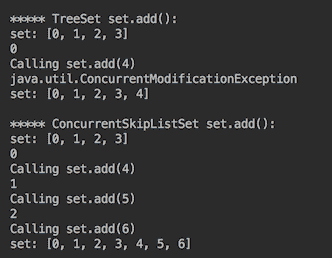 ***** TreeSet set.add():
set: [0, 1, 2, 3]
0
Calling set.add(4)
java.util.ConcurrentModificationException
set: [0, 1, 2, 3, 4]

***** ConcurrentSkipListSet set.add():
set: [0, 1, 2, 3]
0
Calling set.add(4)
1
Calling set.add(5)
2
Calling set.add(6)
set: [0, 1, 2, 3, 4, 5, 6]